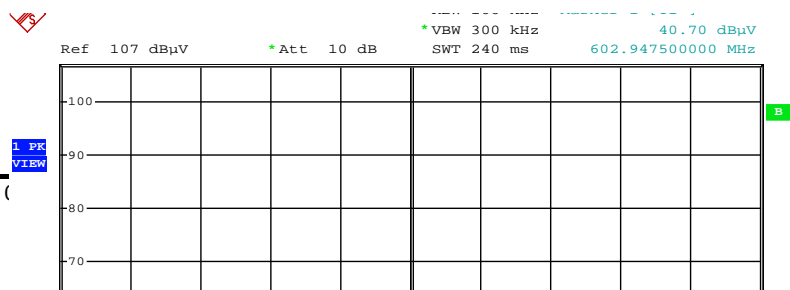 *VBW 300 kHz 40.70 dBµV
Ref 107 dBµV *Att 10 dB SWT 240 ms 602.947500000 MHz
100
B
1 PK
VIEW
90
(
80
70